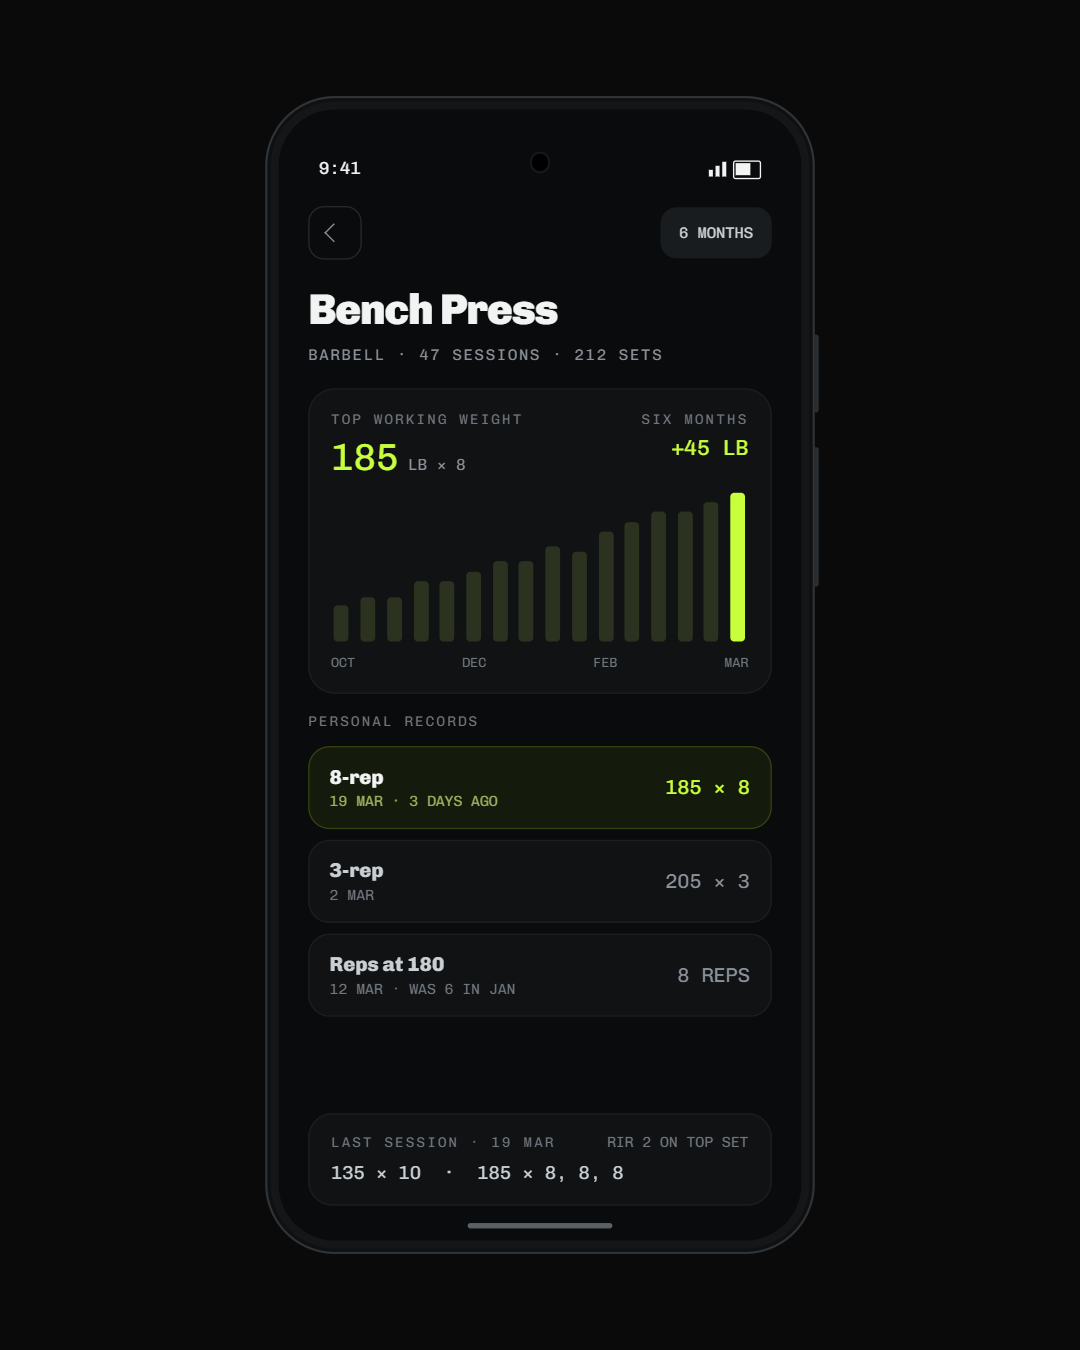 9:41
6 MONTHS
Bench Press
BARBELL · 47 SESSIONS · 212 SETS
TOP WORKING WEIGHT
SIX MONTHS
185 LB × 8
+45 LB
OCT DEC FEB MAR
PERSONAL RECORDS
8-rep
19 MAR · 3 DAYS AGO
185 × 8
3-rep
2 MAR
205 × 3
Reps at 180
12 MAR · WAS 6 IN JAN
8 REPS
LAST SESSION · 19 MAR
RIR 2 ON TOP SET
135 × 10 · 185 × 8, 8, 8